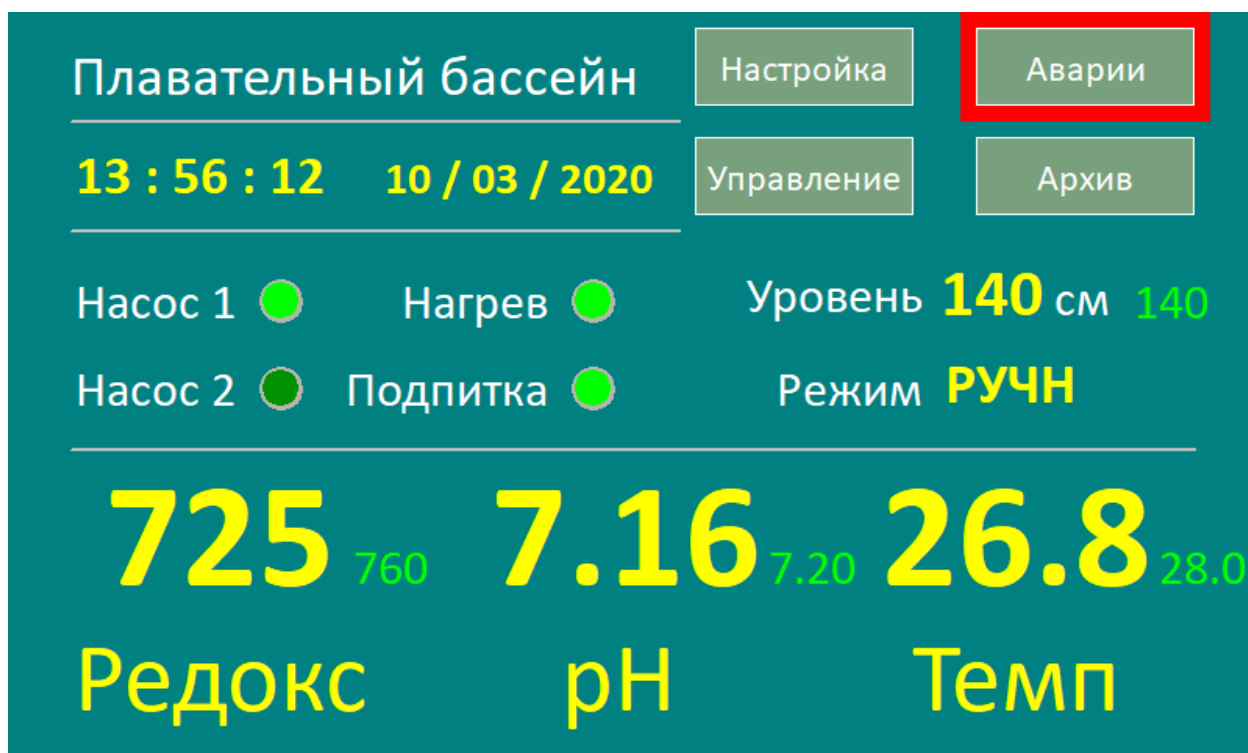 Плавательный бассейн Настройка Аварии
13 : 56 : 12 10 / 03 / 2020 Управление Архив
Насос 1 Нагрев Уровень 140 см 140
Насос 2 Подпитка Режим РУЧН
725 760 7.16 7.20 26.8 28.0
Редокс pH Темп